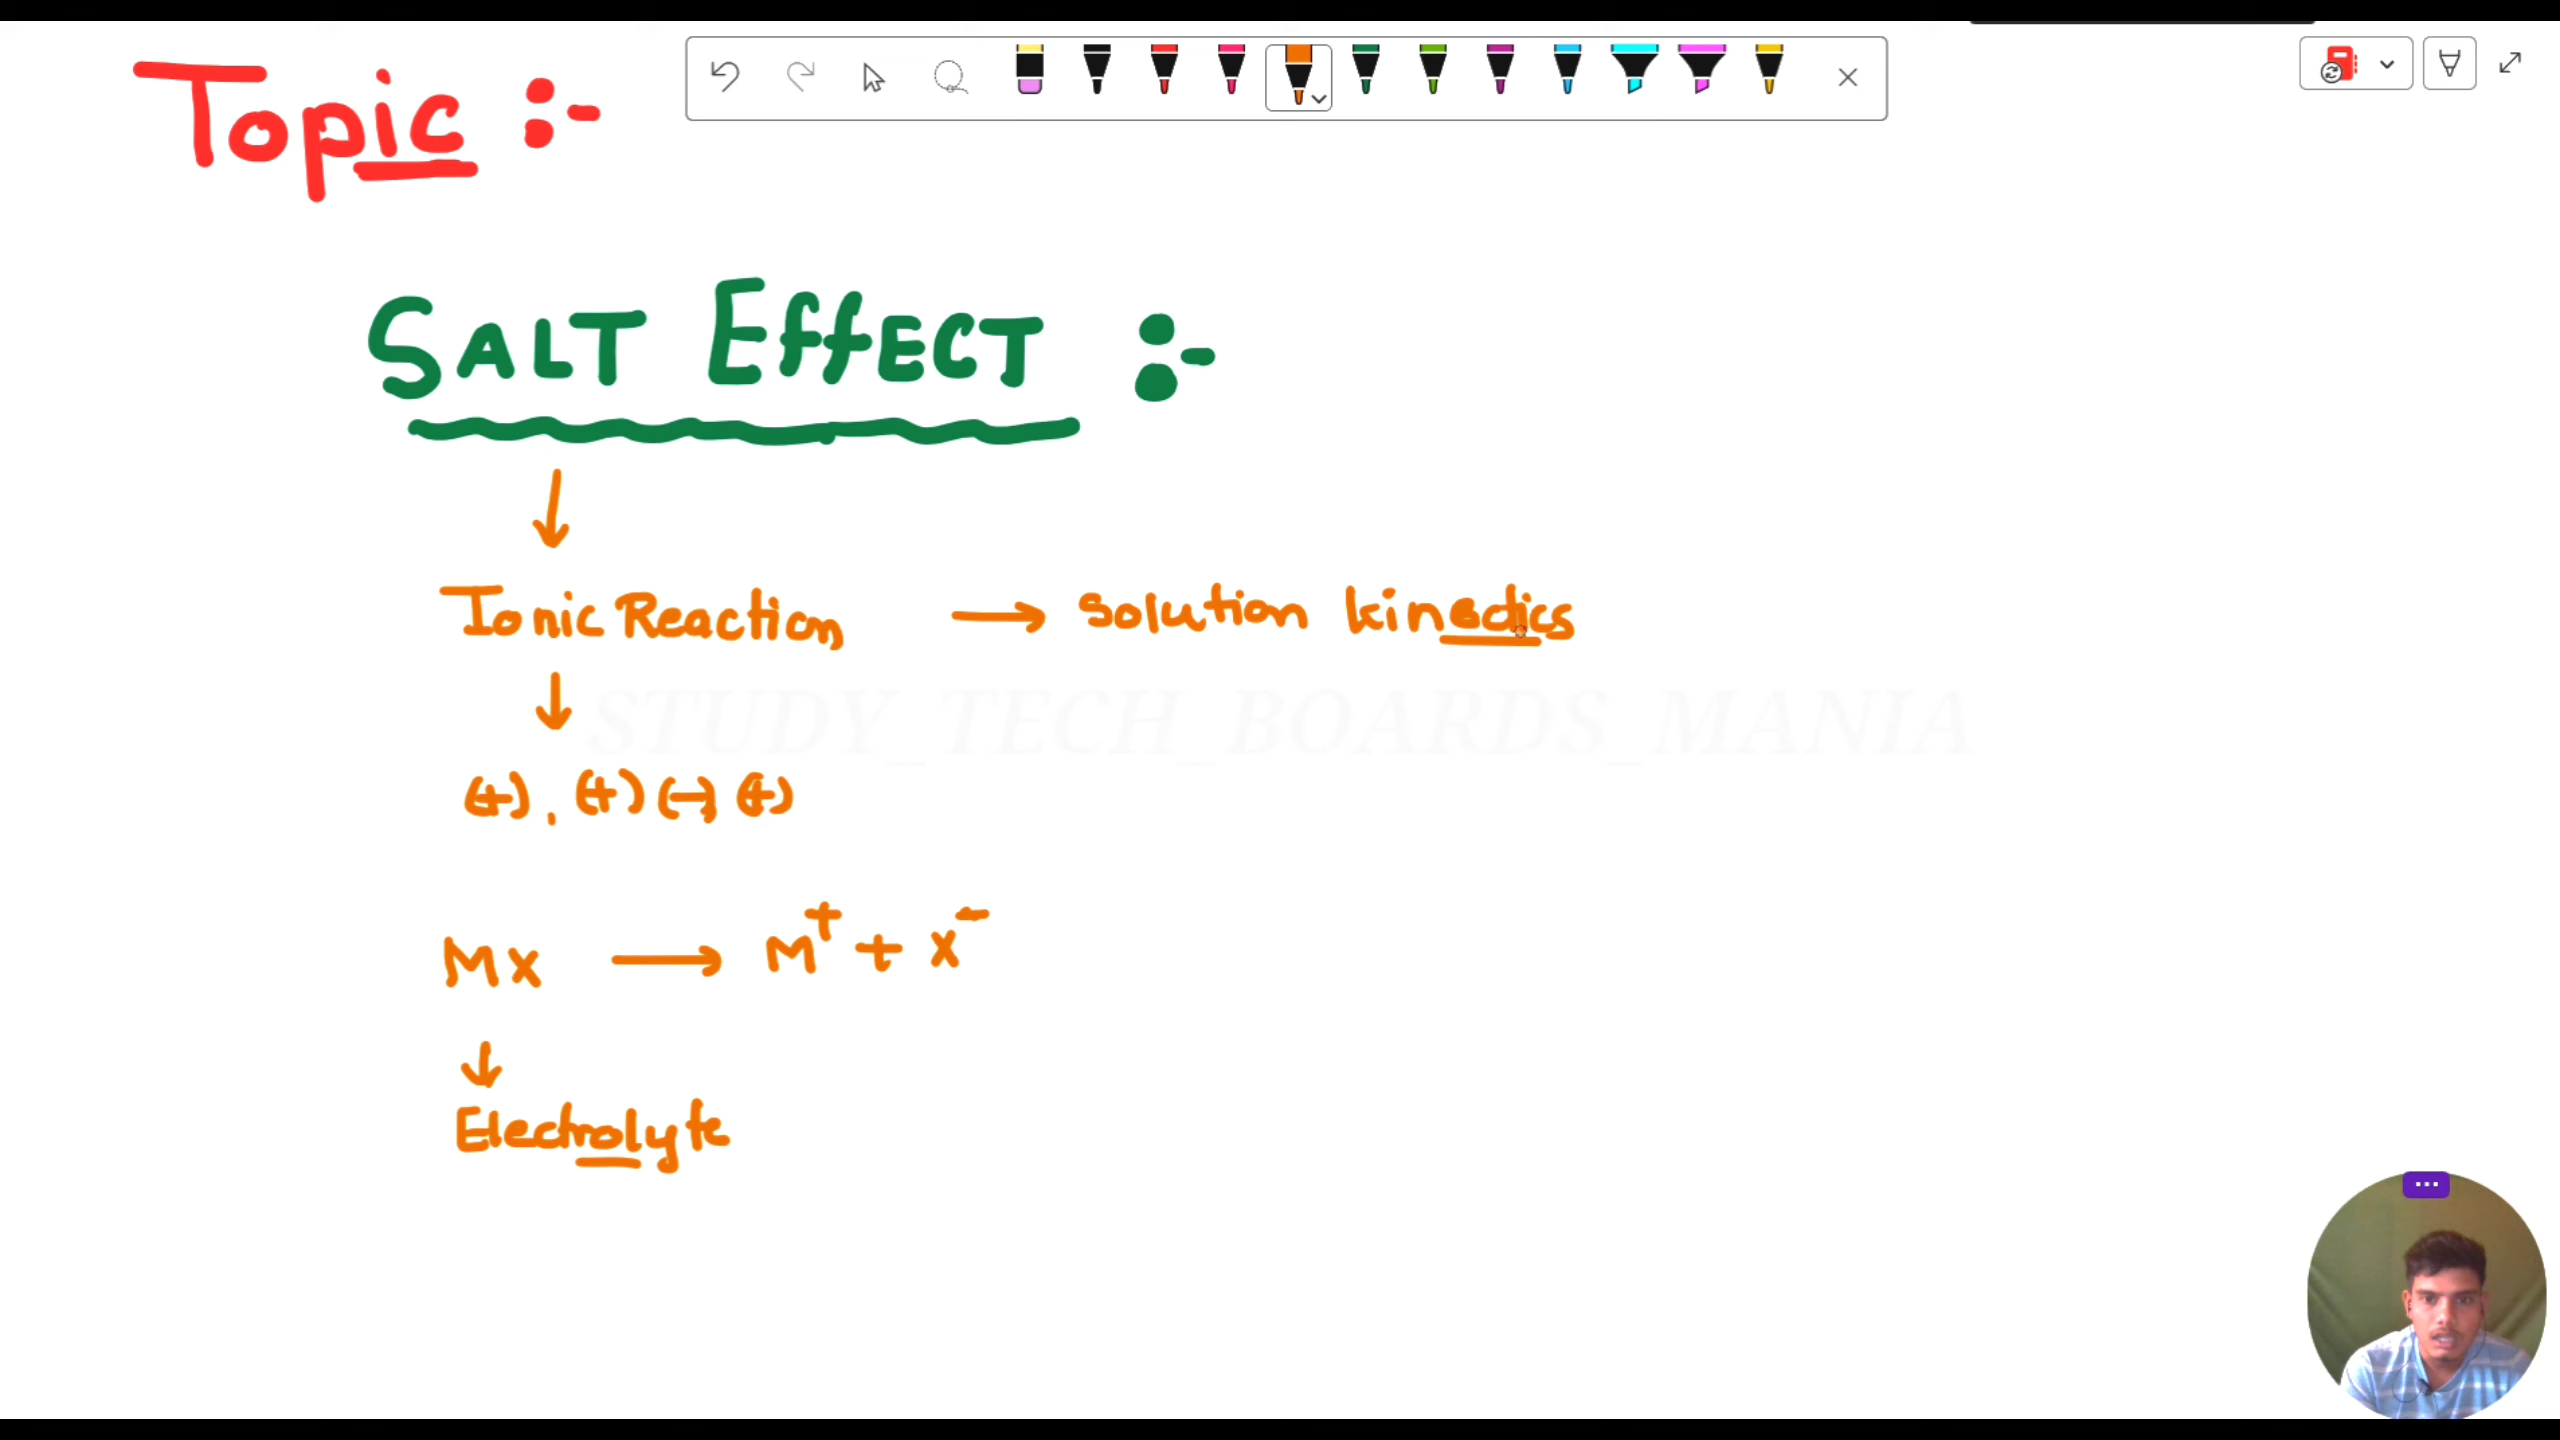 Topic :-
SALT EffECT :-
↓
Ionic Reaction → Solution kinedics
↓
STUDY_TECH_BOARDS_MANIA
(+), (+) (-) (+)
MX → M⁺ + X⁻
↓
Electrolyte